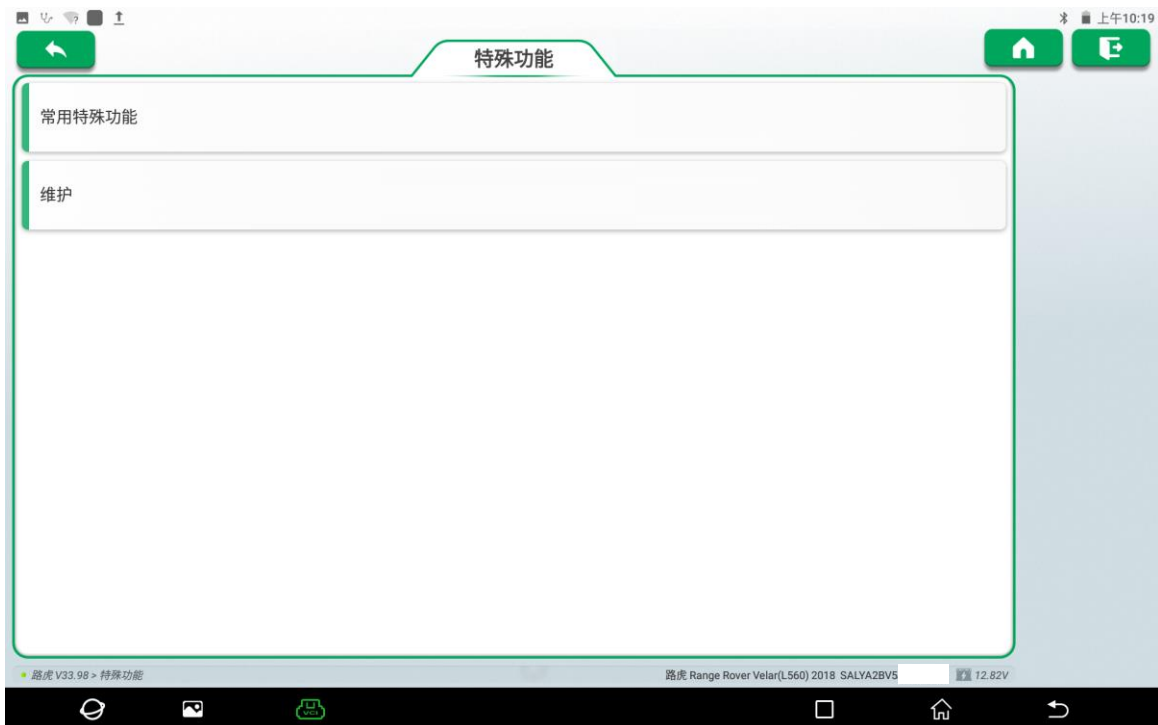 上午10:19
特殊功能
常用特殊功能
维护
路虎 V33.98 > 特殊功能
路虎 Range Rover Velar(L560) 2018 SALYA2BV5
12.82V
VCI